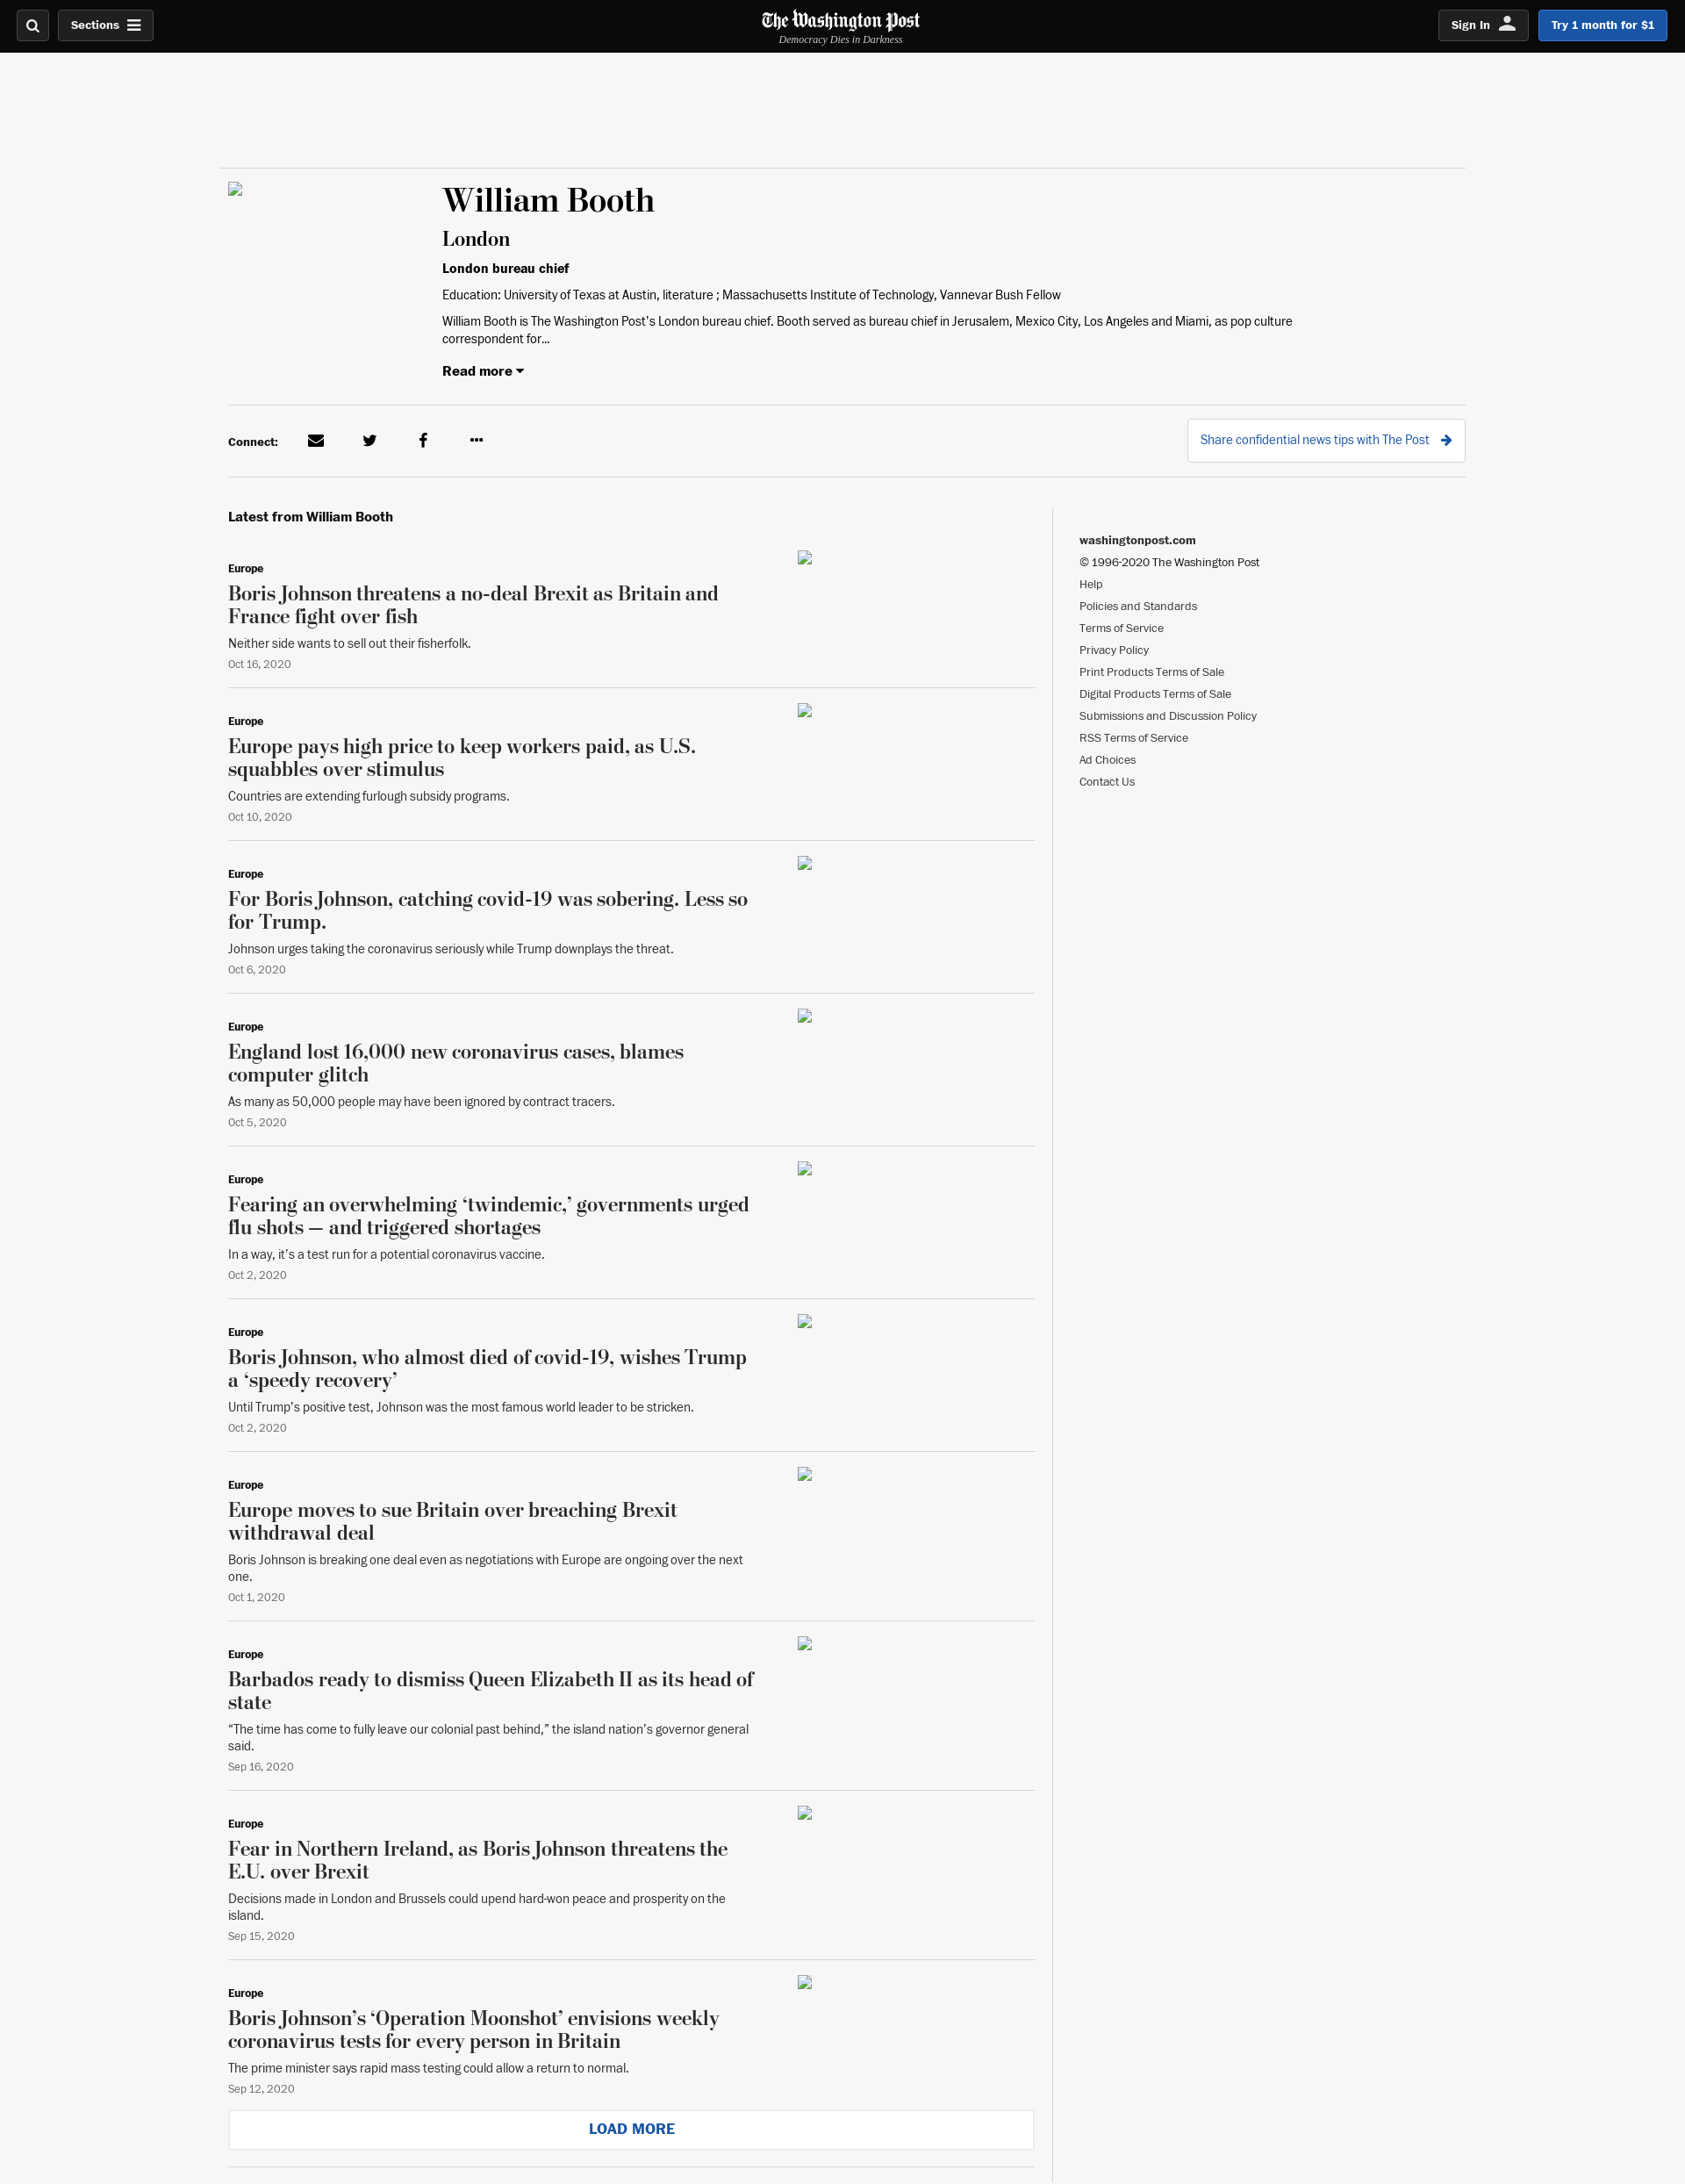 Sections
The Washington Post
Democracy Dies in Darkness
Sign In
Try 1 month for $1
William Booth
London
London bureau chief
Education: University of Texas at Austin, literature ; Massachusetts Institute of Technology, Vannevar Bush Fellow
William Booth is The Washington Post’s London bureau chief. Booth served as bureau chief in Jerusalem, Mexico City, Los Angeles and Miami, as pop culture
correspondent for...
Read more
Connect:
Share confidential news tips with The Post
Latest from William Booth
Europe
Boris Johnson threatens a no-deal Brexit as Britain and
France fight over fish
Neither side wants to sell out their fisherfolk.
Oct 16, 2020
Europe
Europe pays high price to keep workers paid, as U.S.
squabbles over stimulus
Countries are extending furlough subsidy programs.
Oct 10, 2020
Europe
For Boris Johnson, catching covid-19 was sobering. Less so
for Trump.
Johnson urges taking the coronavirus seriously while Trump downplays the threat.
Oct 6, 2020
Europe
England lost 16,000 new coronavirus cases, blames
computer glitch
As many as 50,000 people may have been ignored by contract tracers.
Oct 5, 2020
Europe
Fearing an overwhelming ‘twindemic,’ governments urged
flu shots — and triggered shortages
In a way, it’s a test run for a potential coronavirus vaccine.
Oct 2, 2020
Europe
Boris Johnson, who almost died of covid-19, wishes Trump
a ‘speedy recovery’
Until Trump’s positive test, Johnson was the most famous world leader to be stricken.
Oct 2, 2020
Europe
Europe moves to sue Britain over breaching Brexit
withdrawal deal
Boris Johnson is breaking one deal even as negotiations with Europe are ongoing over the next
one.
Oct 1, 2020
Europe
Barbados ready to dismiss Queen Elizabeth II as its head of
state
“The time has come to fully leave our colonial past behind,” the island nation’s governor general
said.
Sep 16, 2020
Europe
Fear in Northern Ireland, as Boris Johnson threatens the
E.U. over Brexit
Decisions made in London and Brussels could upend hard-won peace and prosperity on the
island.
Sep 15, 2020
Europe
Boris Johnson’s ‘Operation Moonshot’ envisions weekly
coronavirus tests for every person in Britain
The prime minister says rapid mass testing could allow a return to normal.
Sep 12, 2020
LOAD MORE
washingtonpost.com
© 1996-2020 The Washington Post
Help
Policies and Standards
Terms of Service
Privacy Policy
Print Products Terms of Sale
Digital Products Terms of Sale
Submissions and Discussion Policy
RSS Terms of Service
Ad Choices
Contact Us